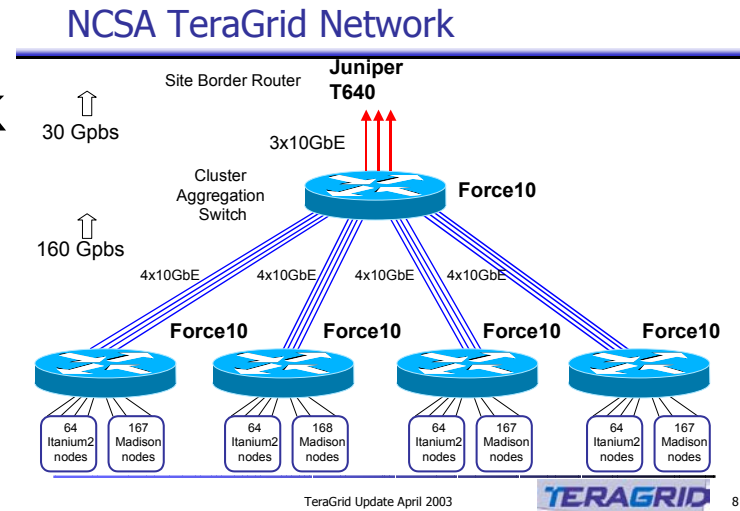 NCSA TeraGrid Network
Site Border Router
Juniper
T640
30 Gpbs
3x10GbE
Cluster
Aggregation
Switch
Force10
160 Gpbs
4x10GbE
4x10GbE
4x10GbE
4x10GbE
Force10
Force10
Force10
Force10
64
Itanium2
nodes
167
Madison
nodes
64
Itanium2
nodes
168
Madison
nodes
64
Itanium2
nodes
167
Madison
nodes
64
Itanium2
nodes
167
Madison
nodes
TeraGrid Update April 2003
TERAGRID
8